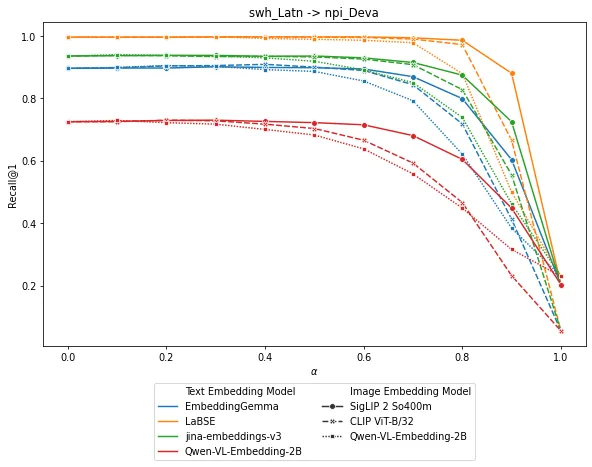 swh_Latn -> npi_Deva
1.0
0.8
0.6
0.4
0.2
Recall@1
0.0 0.2 0.4 0.6 0.8 1.0
α
Text Embedding Model Image Embedding Model
EmbeddingGemma SigLIP 2 So400m
LaBSE CLIP ViT-B/32
jina-embeddings-v3 Qwen-VL-Embedding-2B
Qwen-VL-Embedding-2B